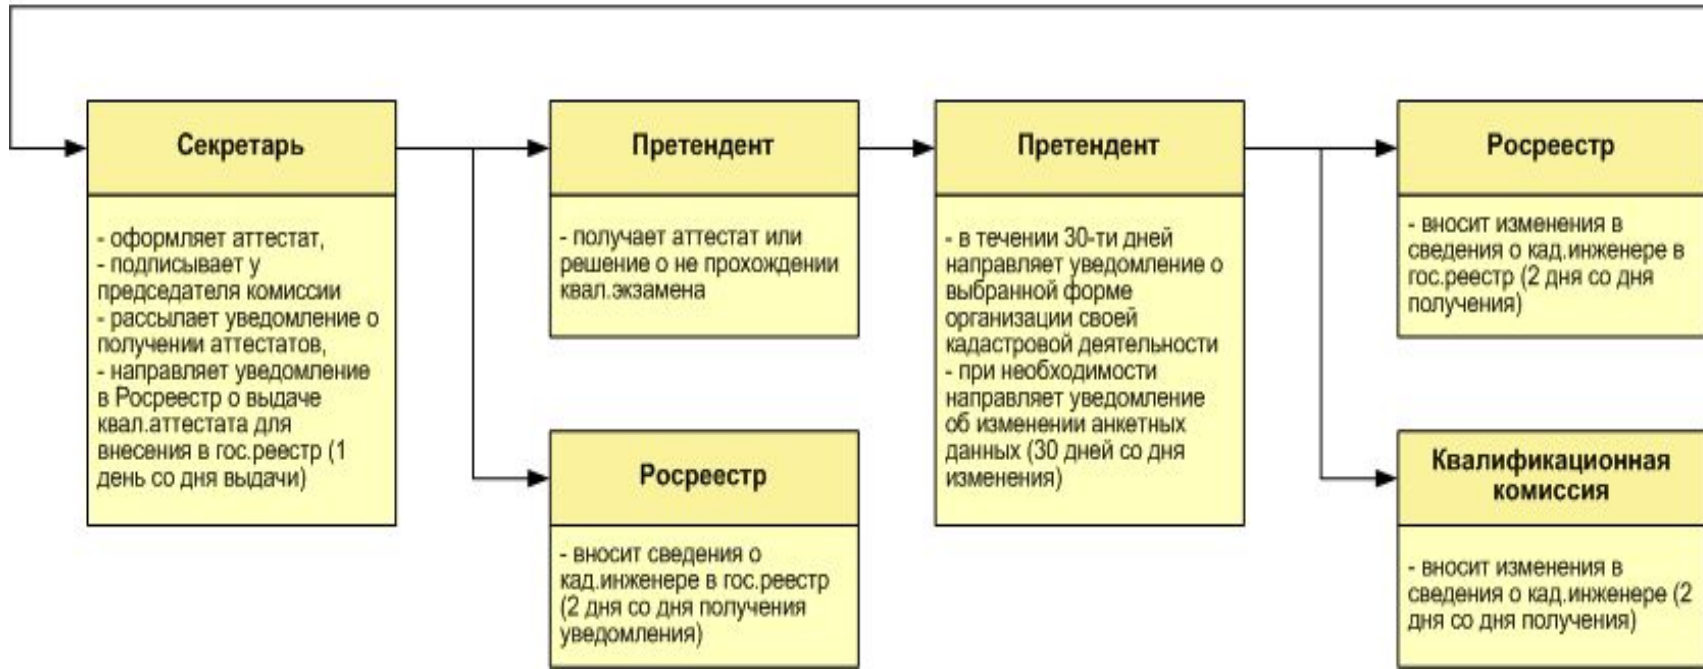 Секретарь
- оформляет аттестат,
- подписывает у
председателя комиссии
- рассылает уведомление о
получении аттестатов,
- направляет уведомление
в Росреестр о выдаче
квал.аттестата для
внесения в гос.реестр (1
день со дня выдачи)
Претендент
- получает аттестат или
решение о не прохождении
квал.экзамена
Росреестр
- вносит сведения о
кад.инженере в гос.реестр
(2 дня со дня получения
уведомления)
Претендент
- в течении 30-ти дней
направляет уведомление о
выбранной форме
организации своей
кадастровой деятельности
- при необходимости
направляет уведомление
об изменении анкетных
данных (30 дней со дня
изменения)
Росреестр
- вносит изменения в
сведения о кад.инженере в
гос.реестр (2 дня со дня
получения)
Квалификационная
комиссия
- вносит изменения в
сведения о кад.инженере (2
дня со дня получения)